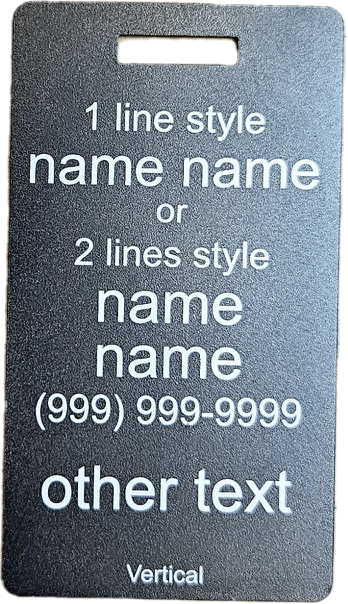 1 line style
name name
or
2 lines style
name
name
(999) 999-9999
other text
Vertical